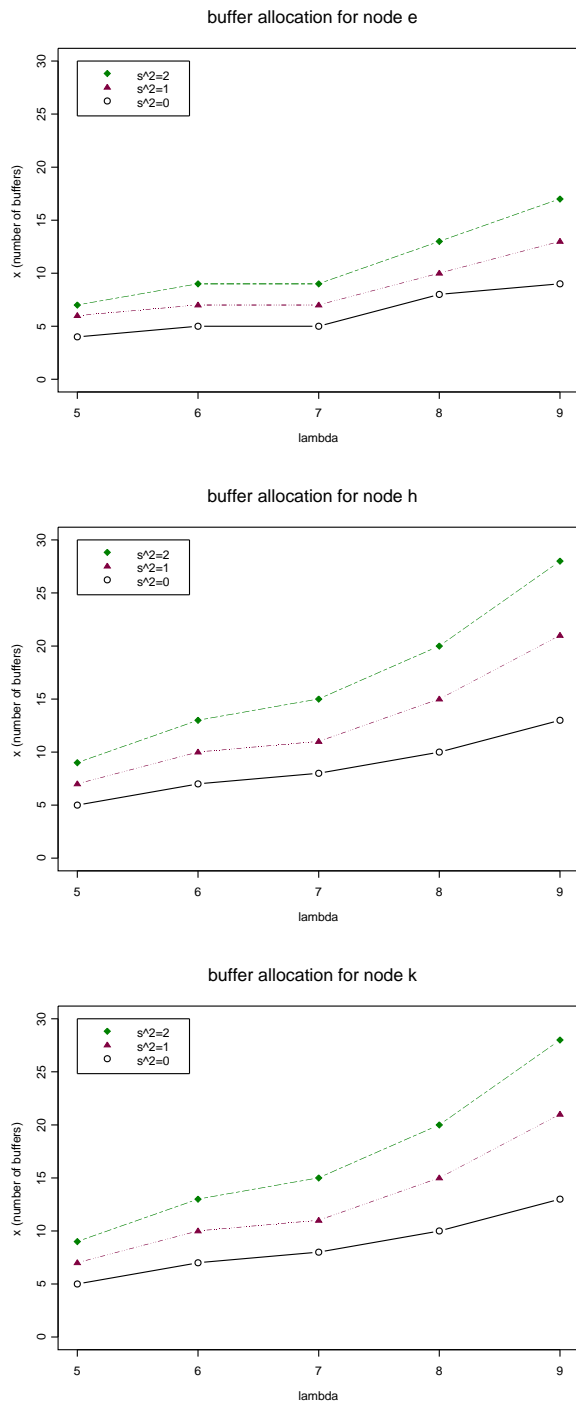 buffer allocation for node e
30
s^2=2
s^2=1
s^2=0
25
20
15
10
5
0
x (number of buffers)
5 6 7 8 9
lambda
buffer allocation for node h
30
s^2=2
s^2=1
s^2=0
25
20
15
10
5
0
x (number of buffers)
5 6 7 8 9
lambda
buffer allocation for node k
30
s^2=2
s^2=1
s^2=0
25
20
15
10
5
0
x (number of buffers)
5 6 7 8 9
lambda